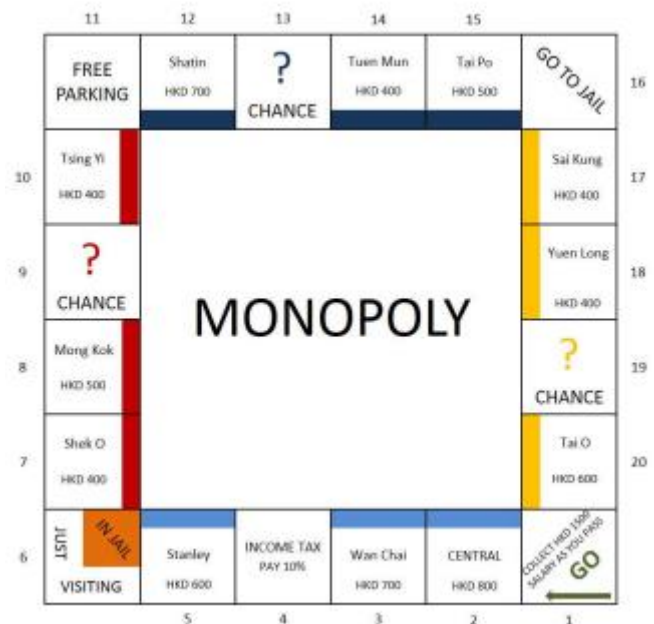 11
12
13
14
15
FREE
PARKING
Shatin
HKD 700
?
CHANCE
Tuen Mun
HKD 400
Tai Po
HKD 500
GO TO JAIL
16
10
Tsing Yi
HKD 400
Sai Kung
HKD 400
17
9
?
CHANCE
Yuen Long
HKD 400
18
MONOPOLY
8
Mong Kok
HKD 500
?
CHANCE
19
7
Shek O
HKD 400
Tai O
HKD 600
20
6
JUST
IN JAIL
VISITING
Stanley
HKD 600
INCOME TAX
PAY 10%
Wan Chai
HKD 700
CENTRAL
HKD 800
COLLECT HKD 1500
SALARY AS YOU PASS
GO
5
4
3
2
1